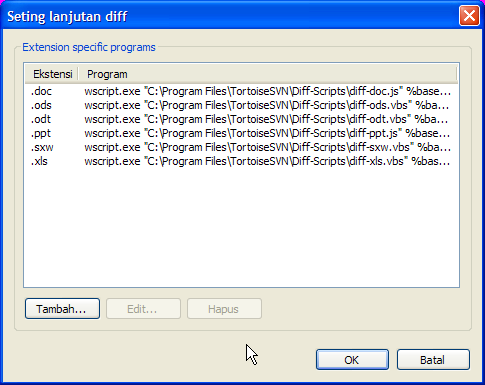 Seting lanjutan diff
Extension specific programs
Ekstensi Program
.doc wscript.exe "C:\Program Files\TortoiseSVN\Diff-Scripts\diff-doc.js" %base...
.ods wscript.exe "C:\Program Files\TortoiseSVN\Diff-Scripts\diff-ods.vbs" %bas...
.odt wscript.exe "C:\Program Files\TortoiseSVN\Diff-Scripts\diff-odt.vbs" %bas...
.ppt wscript.exe "C:\Program Files\TortoiseSVN\Diff-Scripts\diff-ppt.js" %base...
.sxw wscript.exe "C:\Program Files\TortoiseSVN\Diff-Scripts\diff-sxw.vbs" %ba...
.xls wscript.exe "C:\Program Files\TortoiseSVN\Diff-Scripts\diff-xls.vbs" %bas...
Tambah... Edit... Hapus
OK Batal